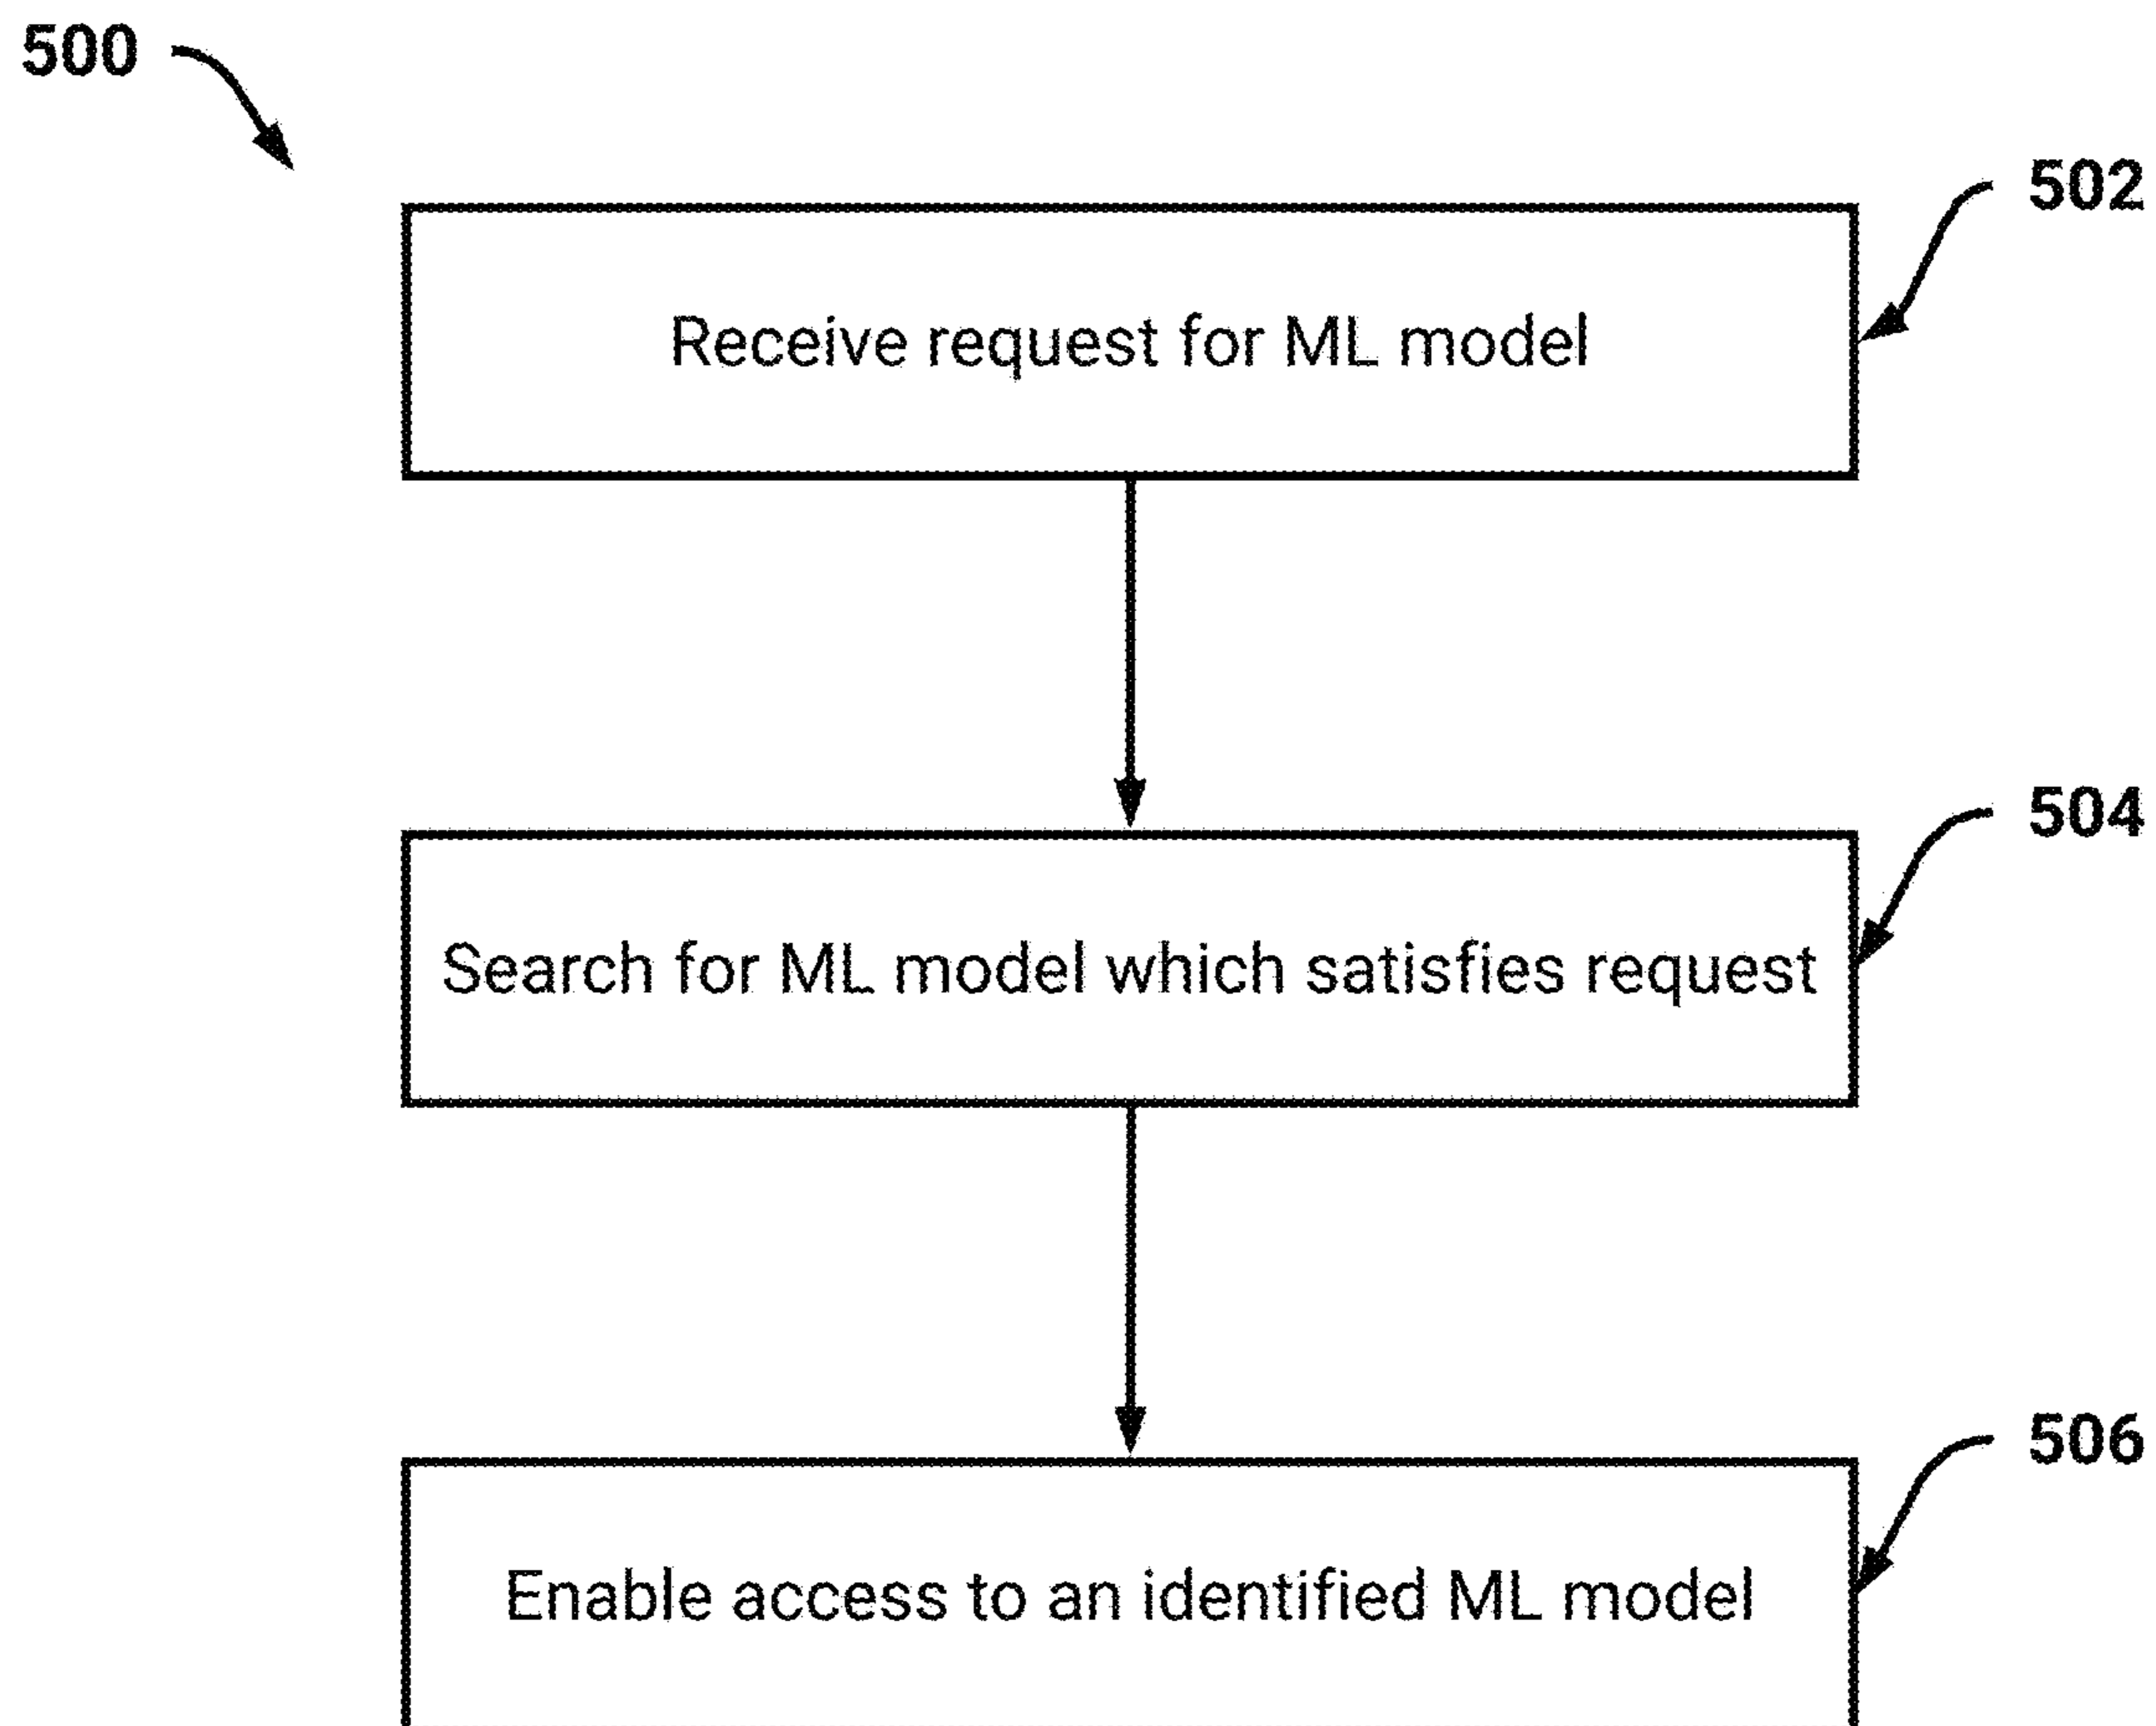 500
502
Receive request for ML model
504
Search for ML model which satisfies request
506
Enable access to an identified ML model